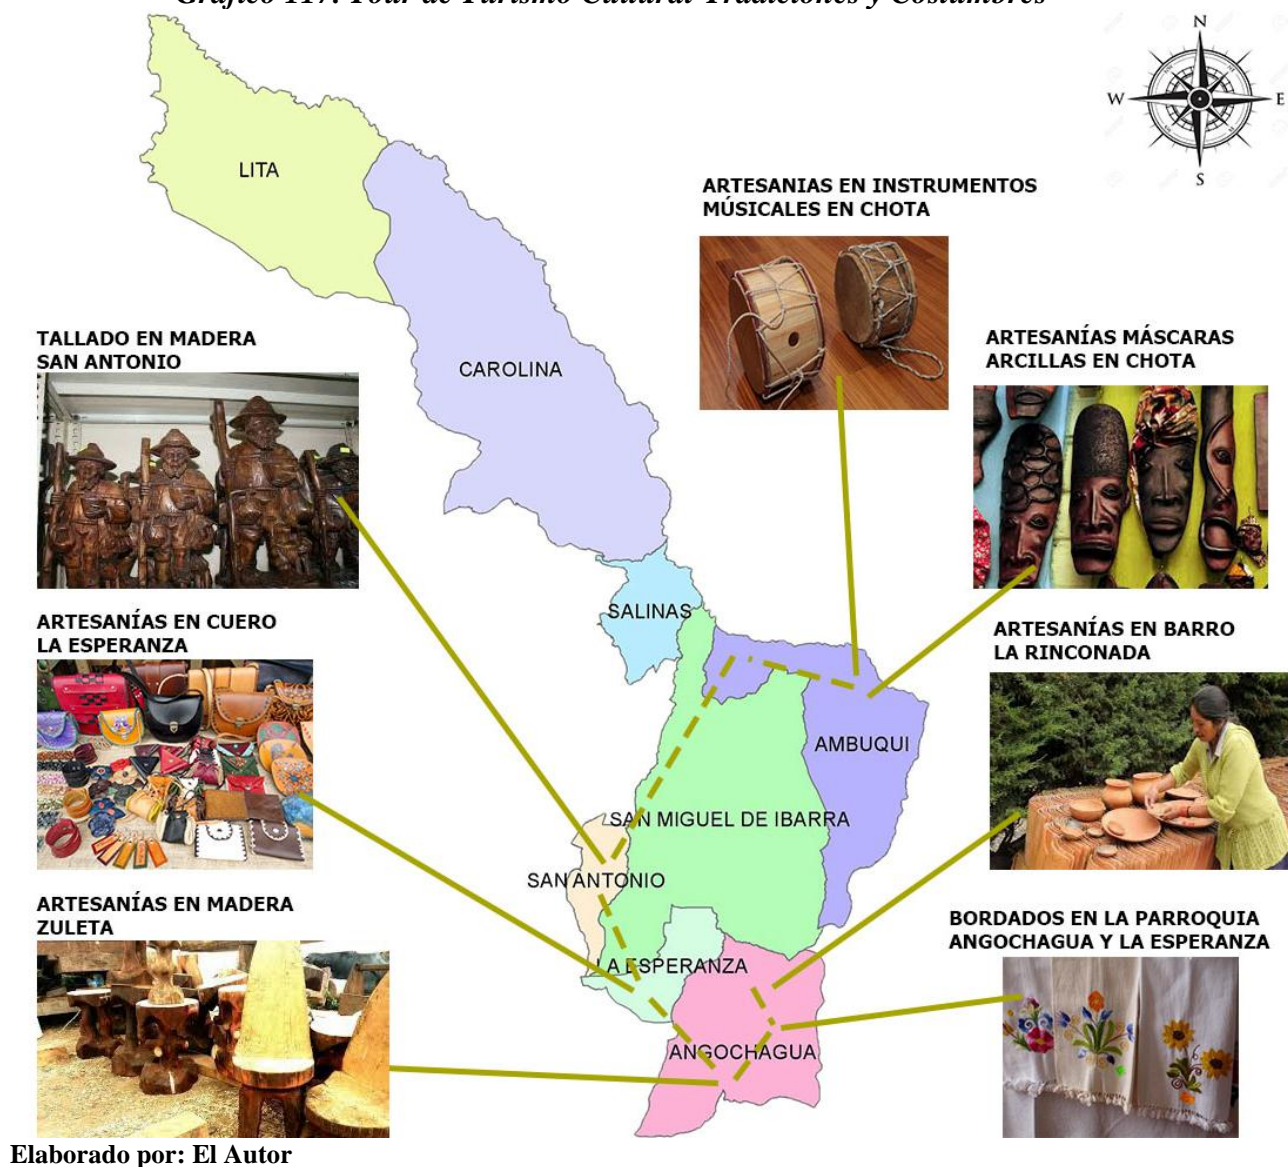 Gráfico 117. Tour de Turismo Cultural Tradiciones y Costumbres
N
W
E
S
LITA
ARTESANIAS EN INSTRUMENTOS
MÚSICALES EN CHOTA
TALLADO EN MADERA
SAN ANTONIO
CAROLINA
ARTESANÍAS MÁSCARAS
ARCILLAS EN CHOTA
SALINAS
ARTESANÍAS EN CUERO
LA ESPERANZA
ARTESANÍAS EN BARRO
LA RINCONADA
AMBUQUI
SAN MIGUEL DE IBARRA
SAN ANTONIO
ARTESANÍAS EN MADERA
ZULETA
BORDADOS EN LA PARROQUIA
ANGOCHAGUA Y LA ESPERANZA
LA ESPERANZA
ANGOCHAGUA
Elaborado por: El Autor